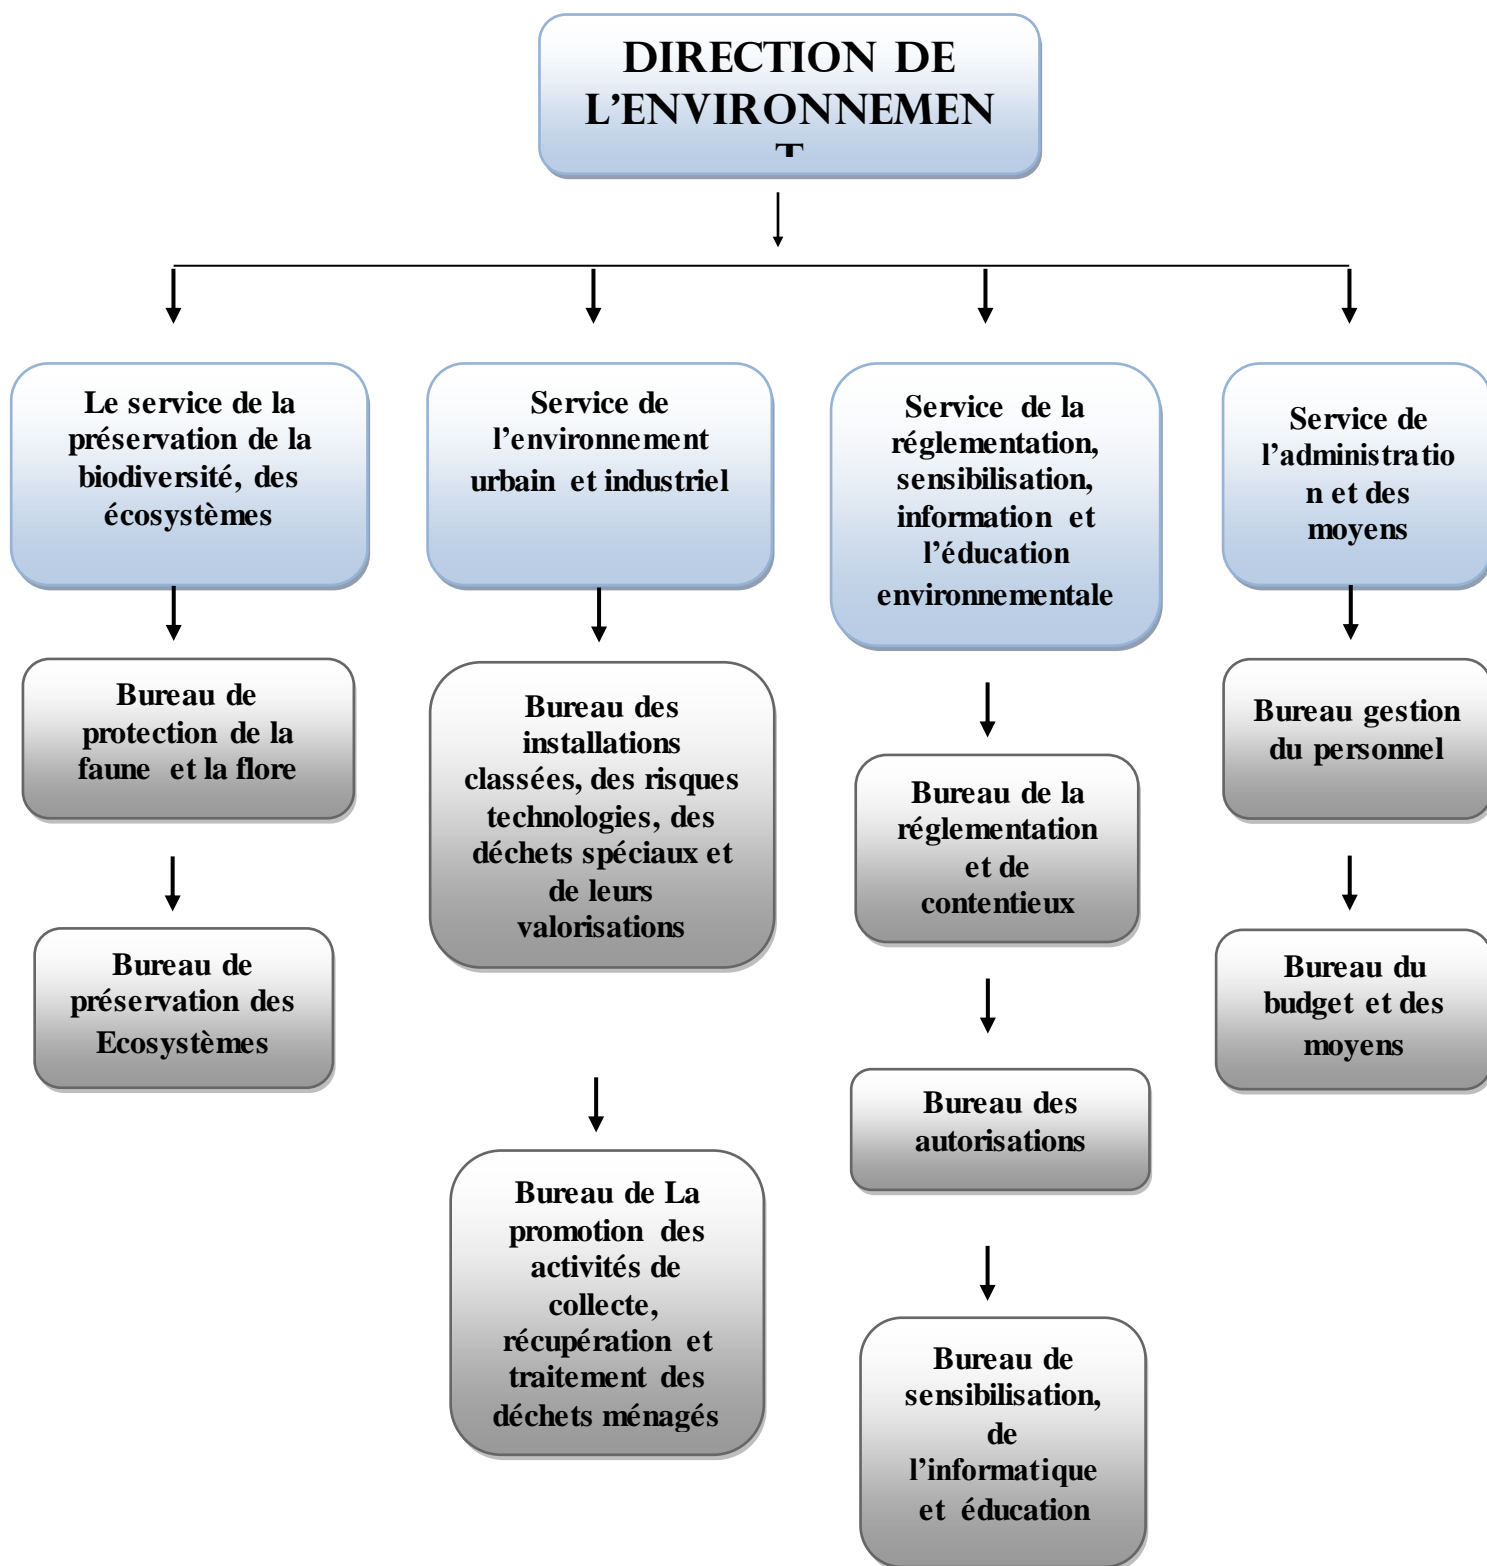 DIRECTION DE
L’ENVIRONNEMEN
T
Le service de la
préservation de la
biodiversité, des
écosystèmes
Service de
l’environnement
urbain et industriel
Service de la
réglementation,
sensibilisation,
information et
l’éducation
environnementale
Service de
l’administratio
n et des
moyens
Bureau de
protection de la
faune et la flore
Bureau des
installations
classées, des risques
technologies, des
déchets spéciaux et
de leurs
valorisations
Bureau de la
réglementation
et de
contentieux
Bureau gestion
du personnel
Bureau de
préservation des
Ecosystèmes
Bureau du
budget et des
moyens
Bureau des
autorisations
Bureau de La
promotion des
activités de
collecte,
récupération et
traitement des
déchets ménagés
Bureau de
sensibilisation,
de
l’informatique
et éducation